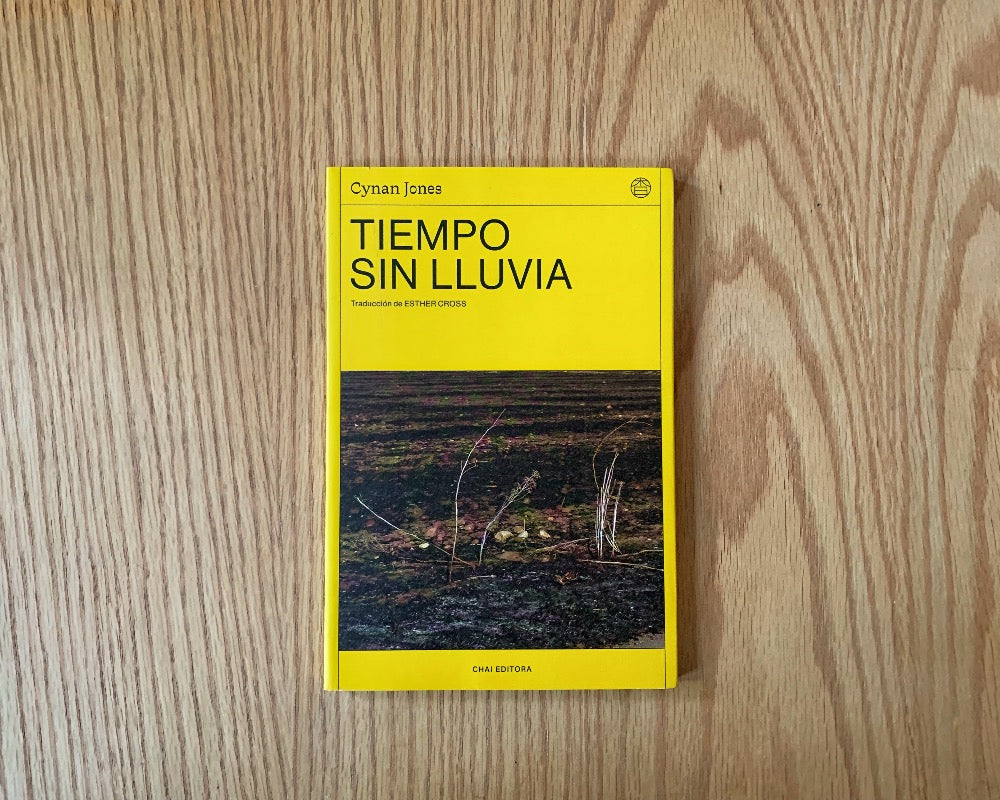 Cynan Jones
TIEMPO
SIN LLUVIA
Traducción de ESTHER CROSS
CHAI EDITORA